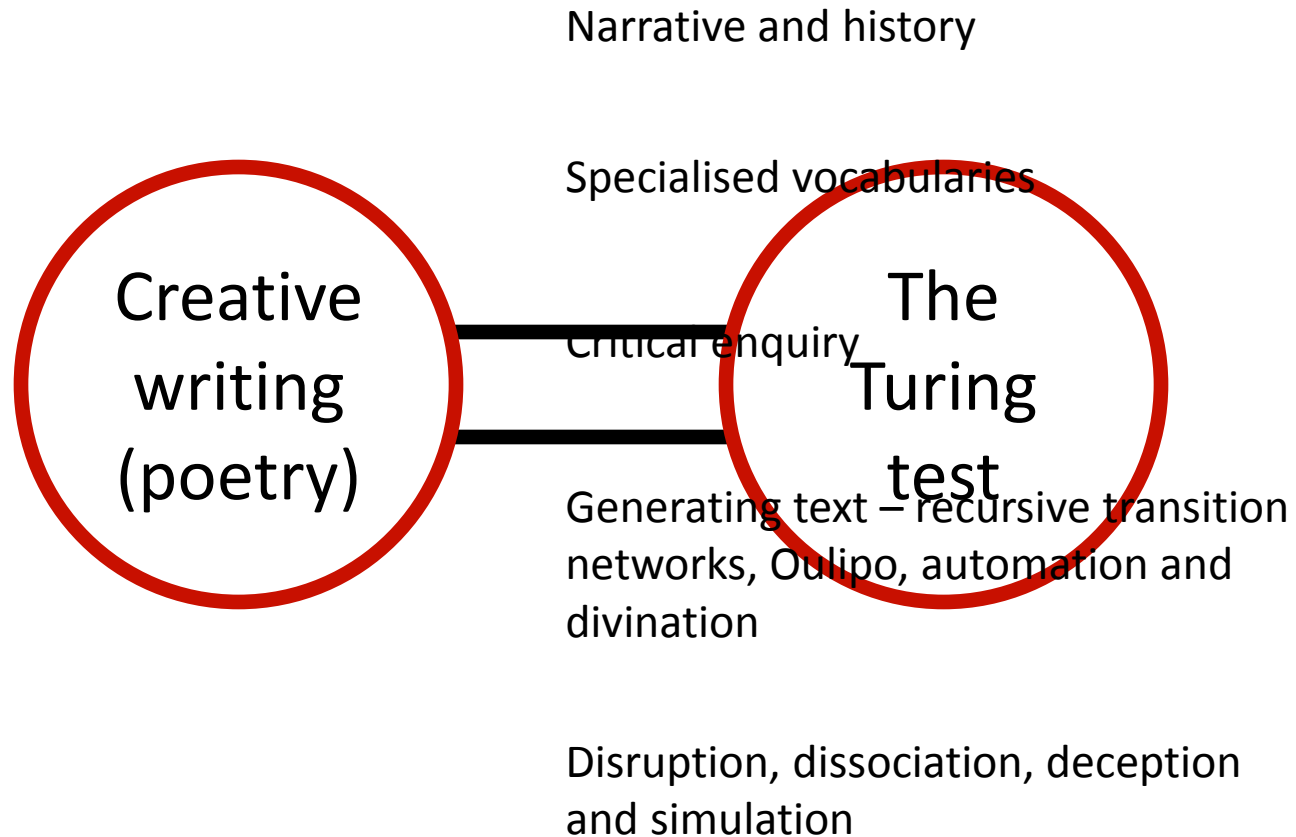 Narrative and history
Specialised vocabularies
Creative
writing
(poetry)
The
Turing
test
Critical enquiry
Generating text – recursive transition
networks, Oulipo, automation and
divination
Disruption, dissociation, deception
and simulation